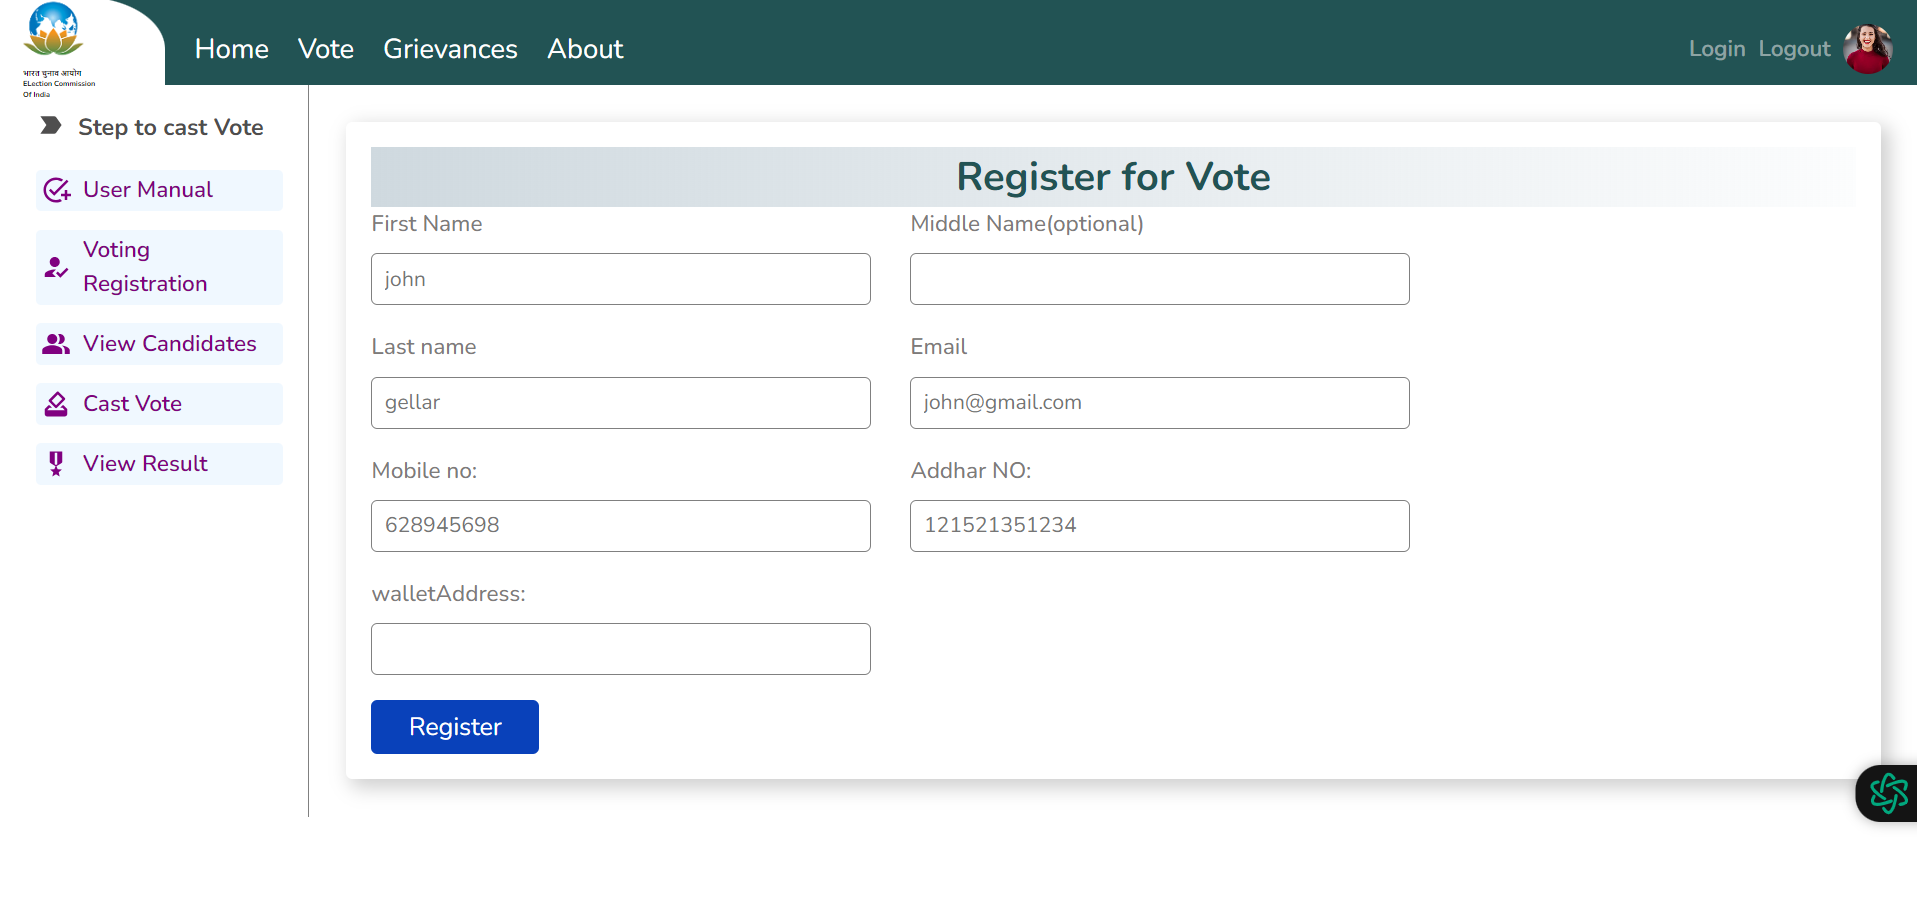 भारत चुनाव आयोग
ELection Commission
Of India
Home Vote Grievances About
Login Logout
Step to cast Vote
User Manual
Voting
Registration
View Candidates
Cast Vote
View Result
Register for Vote
First Name
john
Middle Name(optional)
Last name
gellar
Email
john@gmail.com
Mobile no:
628945698
Addhar NO:
121521351234
walletAddress:
Register